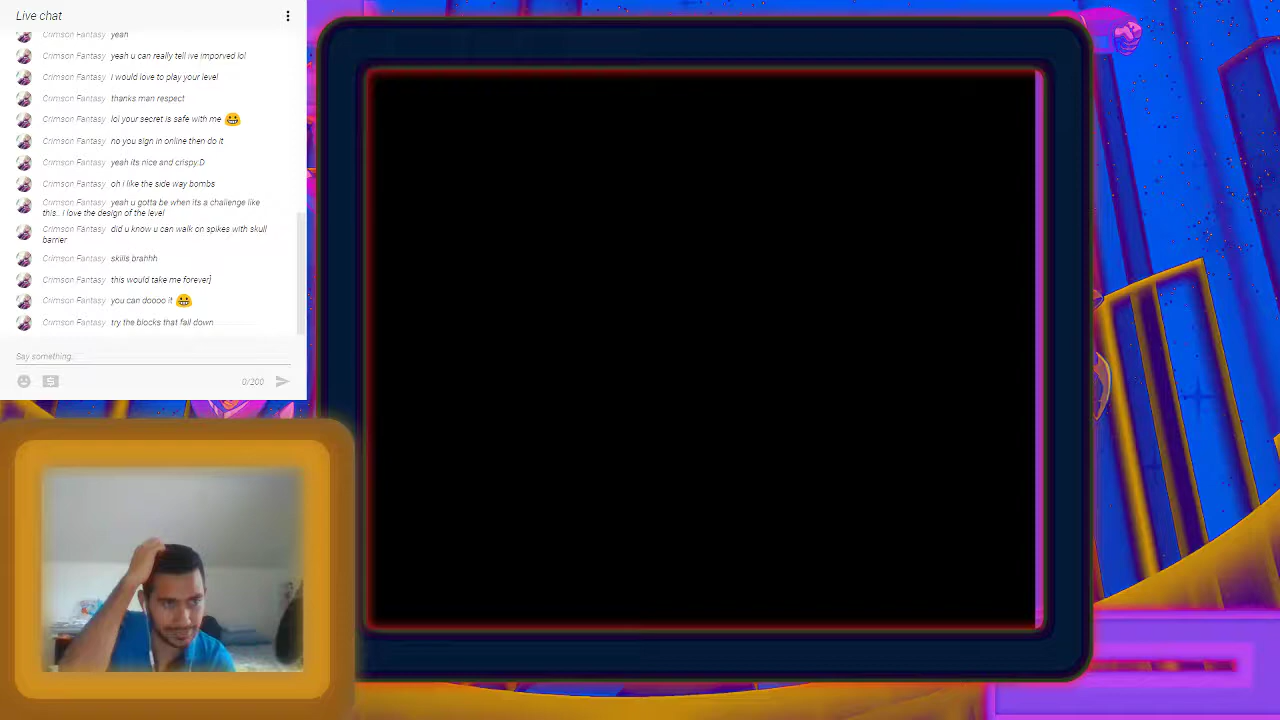 Live chat
Crimson Fantasy yeah
Crimson Fantasy yeah u can really tell ive imporved lol
Crimson Fantasy I would love to play your level
Crimson Fantasy thanks man respect
Crimson Fantasy lol your secret is safe with me
Crimson Fantasy no you sign in online then do it
Crimson Fantasy yeah its nice and crispy:D
Crimson Fantasy oh I like the side way bombs
Crimson Fantasy yeah u gotta be when its a challenge like
this.. I love the design of the level
Crimson Fantasy did u know u can walk on spikes with skull
barrier
Crimson Fantasy skills brahhh
Crimson Fantasy this would take me forever]
Crimson Fantasy you can doooo it
Crimson Fantasy try the blocks that fall down
Say something...
0/200